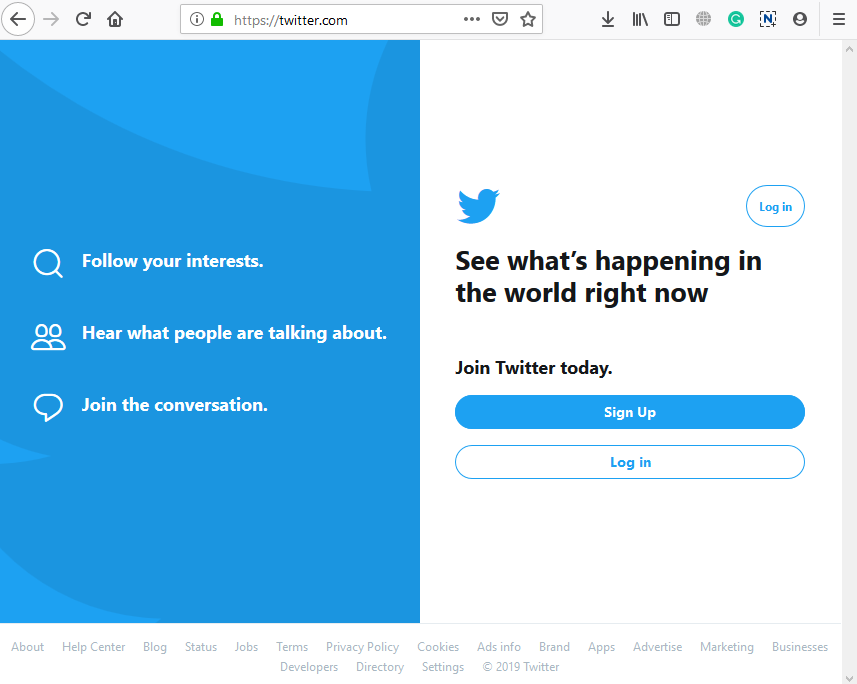 https://twitter.com
Follow your interests.
Hear what people are talking about.
Join the conversation.
Log in
See what’s happening in
the world right now
Join Twitter today.
Sign Up
Log in
About Help Center Blog Status Jobs Terms Privacy Policy Cookies Ads info Brand Apps Advertise Marketing Businesses
Developers Directory Settings © 2019 Twitter